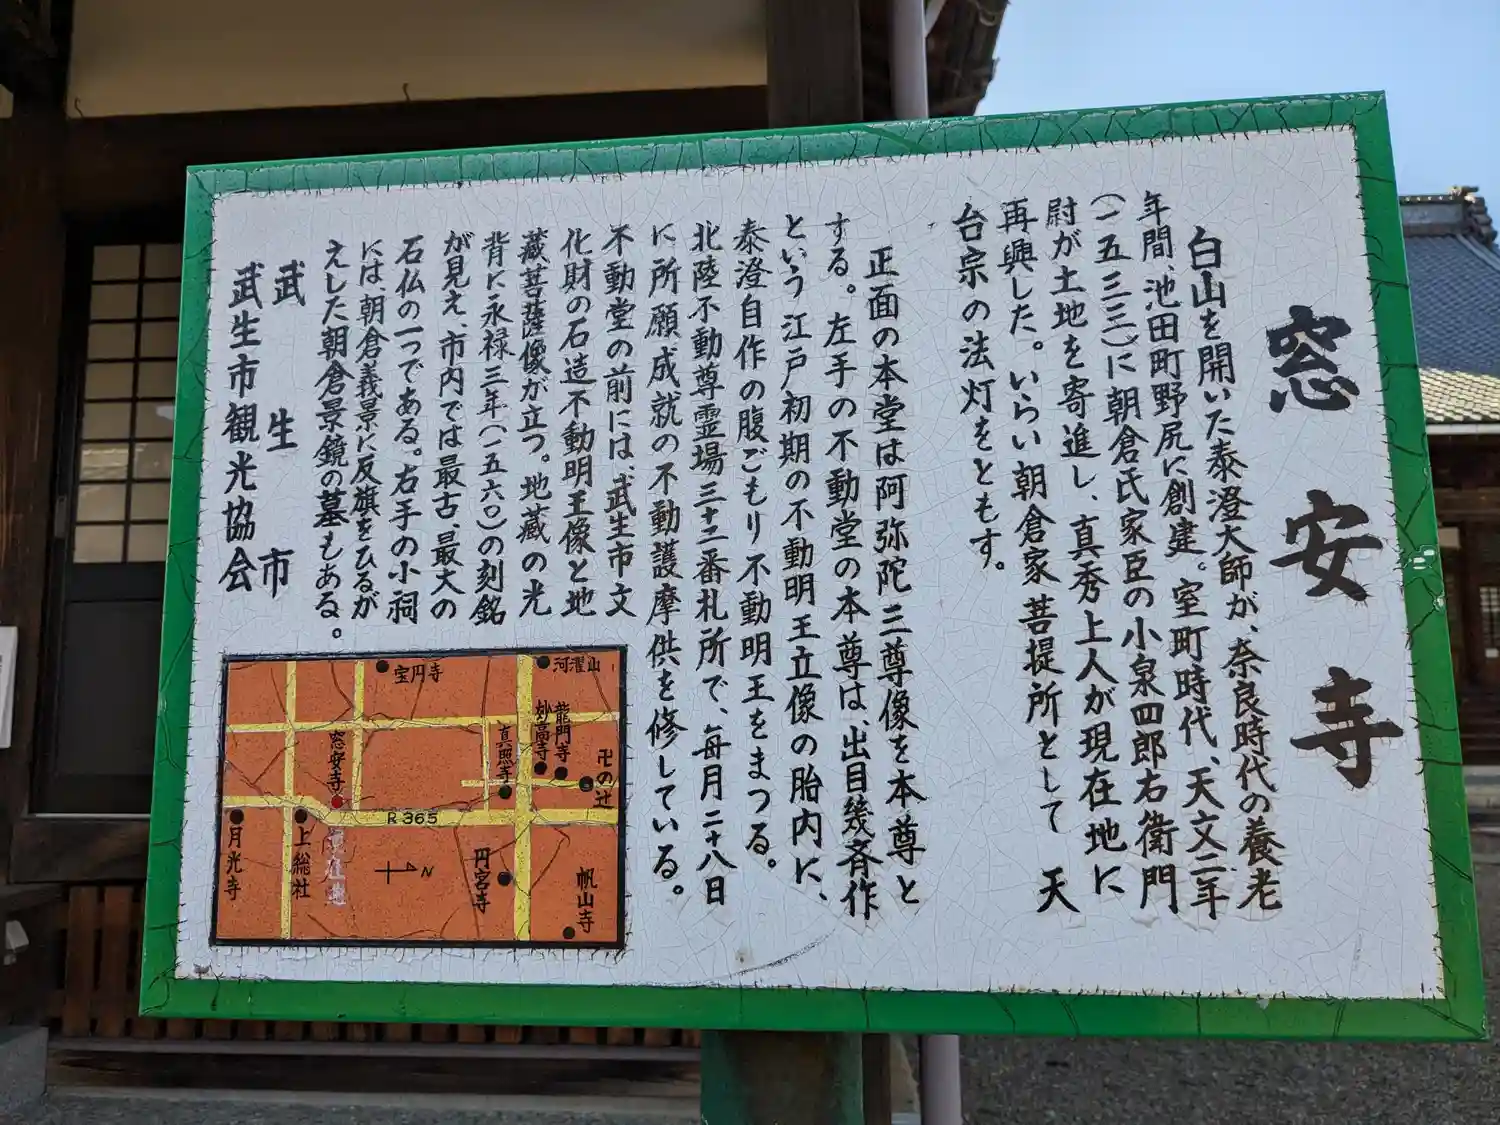 窓安寺
白山を開いた泰澄大師が、奈良時代の養老
年間、池田町野尻に創建。室町時代、天文二年
(一五三三)に朝倉氏家臣の小泉四郎右衛門
尉が土地を寄進し、真秀上人が現在地に
再興した。いらい朝倉家菩提所として 天
台宗の法灯をともす。
正面の本堂は阿弥陀三尊像を本尊と
する。左手の不動堂の本尊は、出目幾斉作
という江戸初期の不動明王立像の胎内に、
泰澄自作の腹ごもり不動明王をまつる。
北陸不動尊霊場三十二番札所で、毎月二十八日
に所願成就の不動護摩供を修している。
不動堂の前には、武生市文
化財の石造不動明王像と地
蔵菩薩像が立つ。地蔵の光
背に永禄三年(一五六〇)の刻銘
が見え、市内では最古、最大の
石仏の一つである。右手の小祠
には、朝倉義景に反旗をひるが
えした朝倉景鏡の墓もある。
武生市
武生市観光協会
宝円寺
河濯山
龍門寺
妙高寺
真照寺
卍の辻
窓安寺
R365
月光寺
上総社
現在地
N
円宮寺
帆山寺